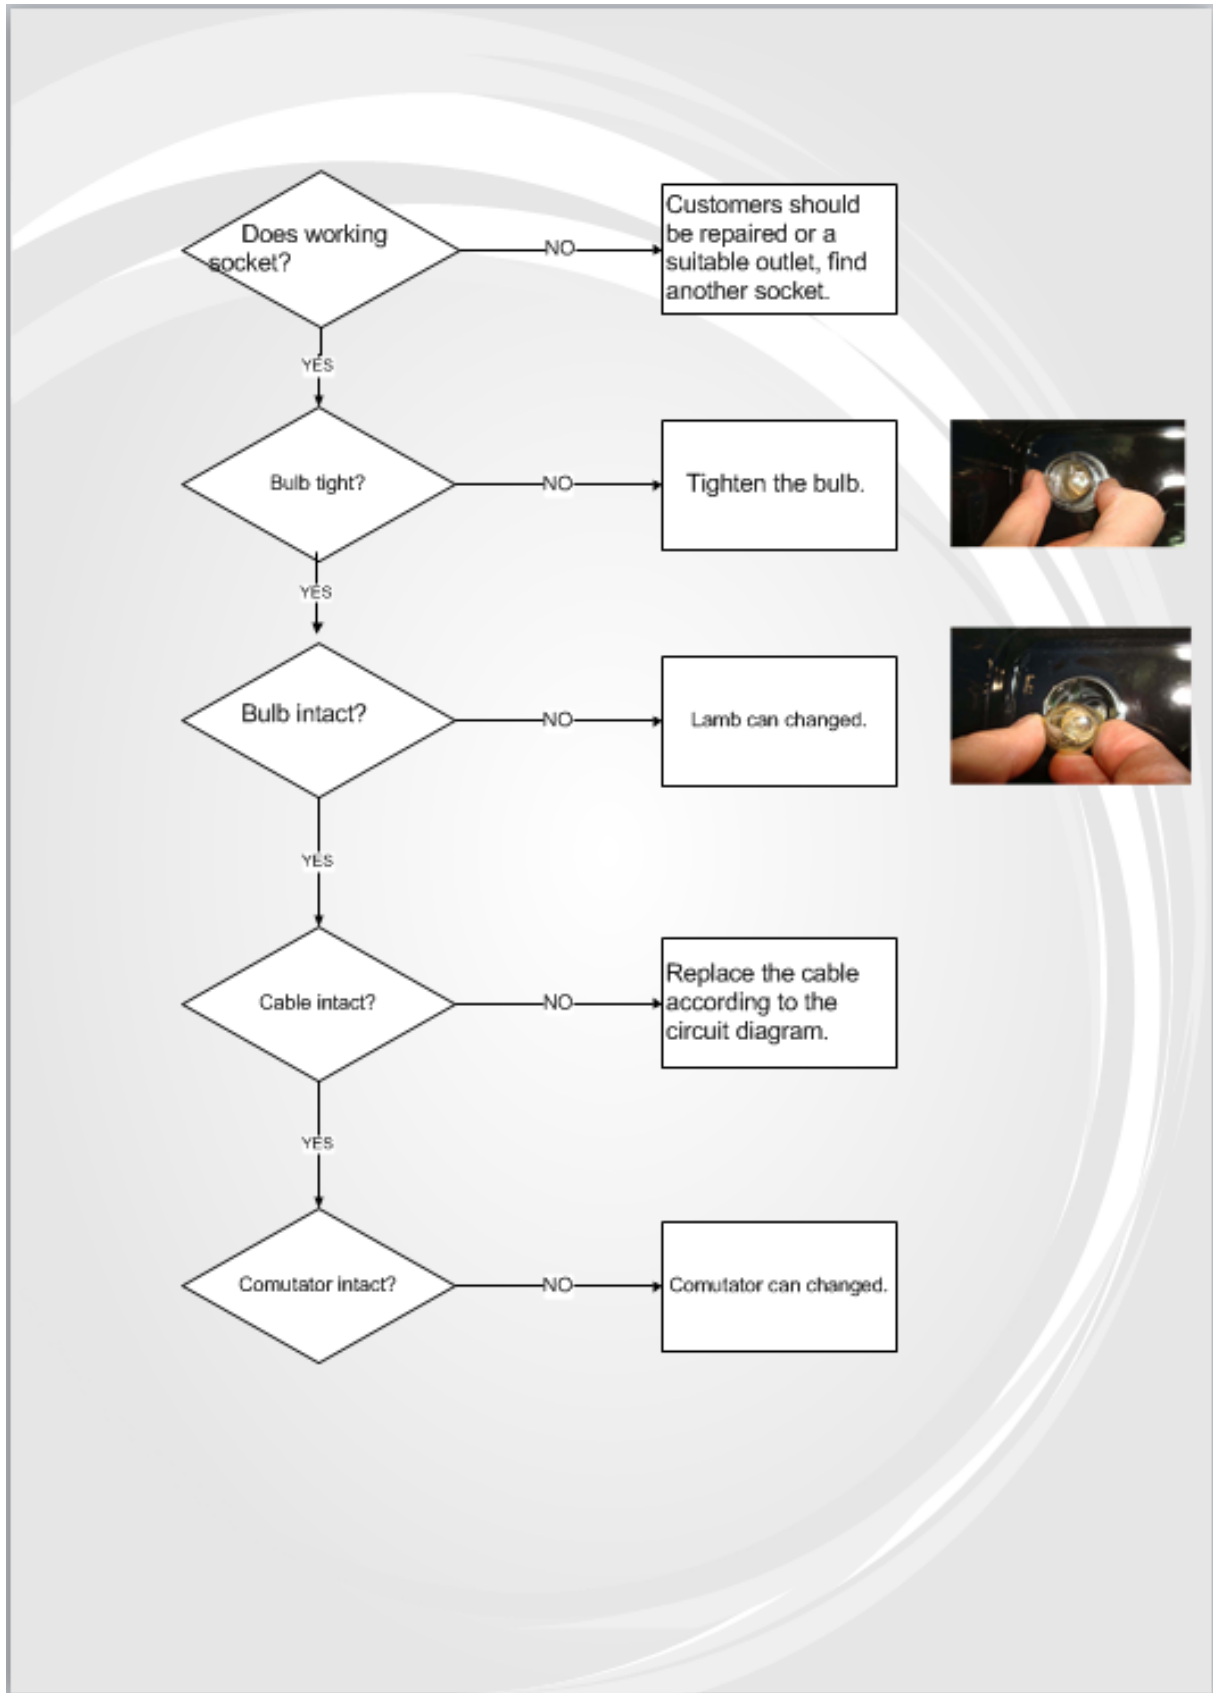 Does working
socket?
NO
Customers should
be repaired or a
suitable outlet, find
another socket.
YES
Bulb tight?
NO
Tighten the bulb.
YES
Bulb intact?
NO
Lamb can changed.
YES
Cable intact?
NO
Replace the cable
according to the
circuit diagram.
YES
Comutator intact?
NO
Comutator can changed.